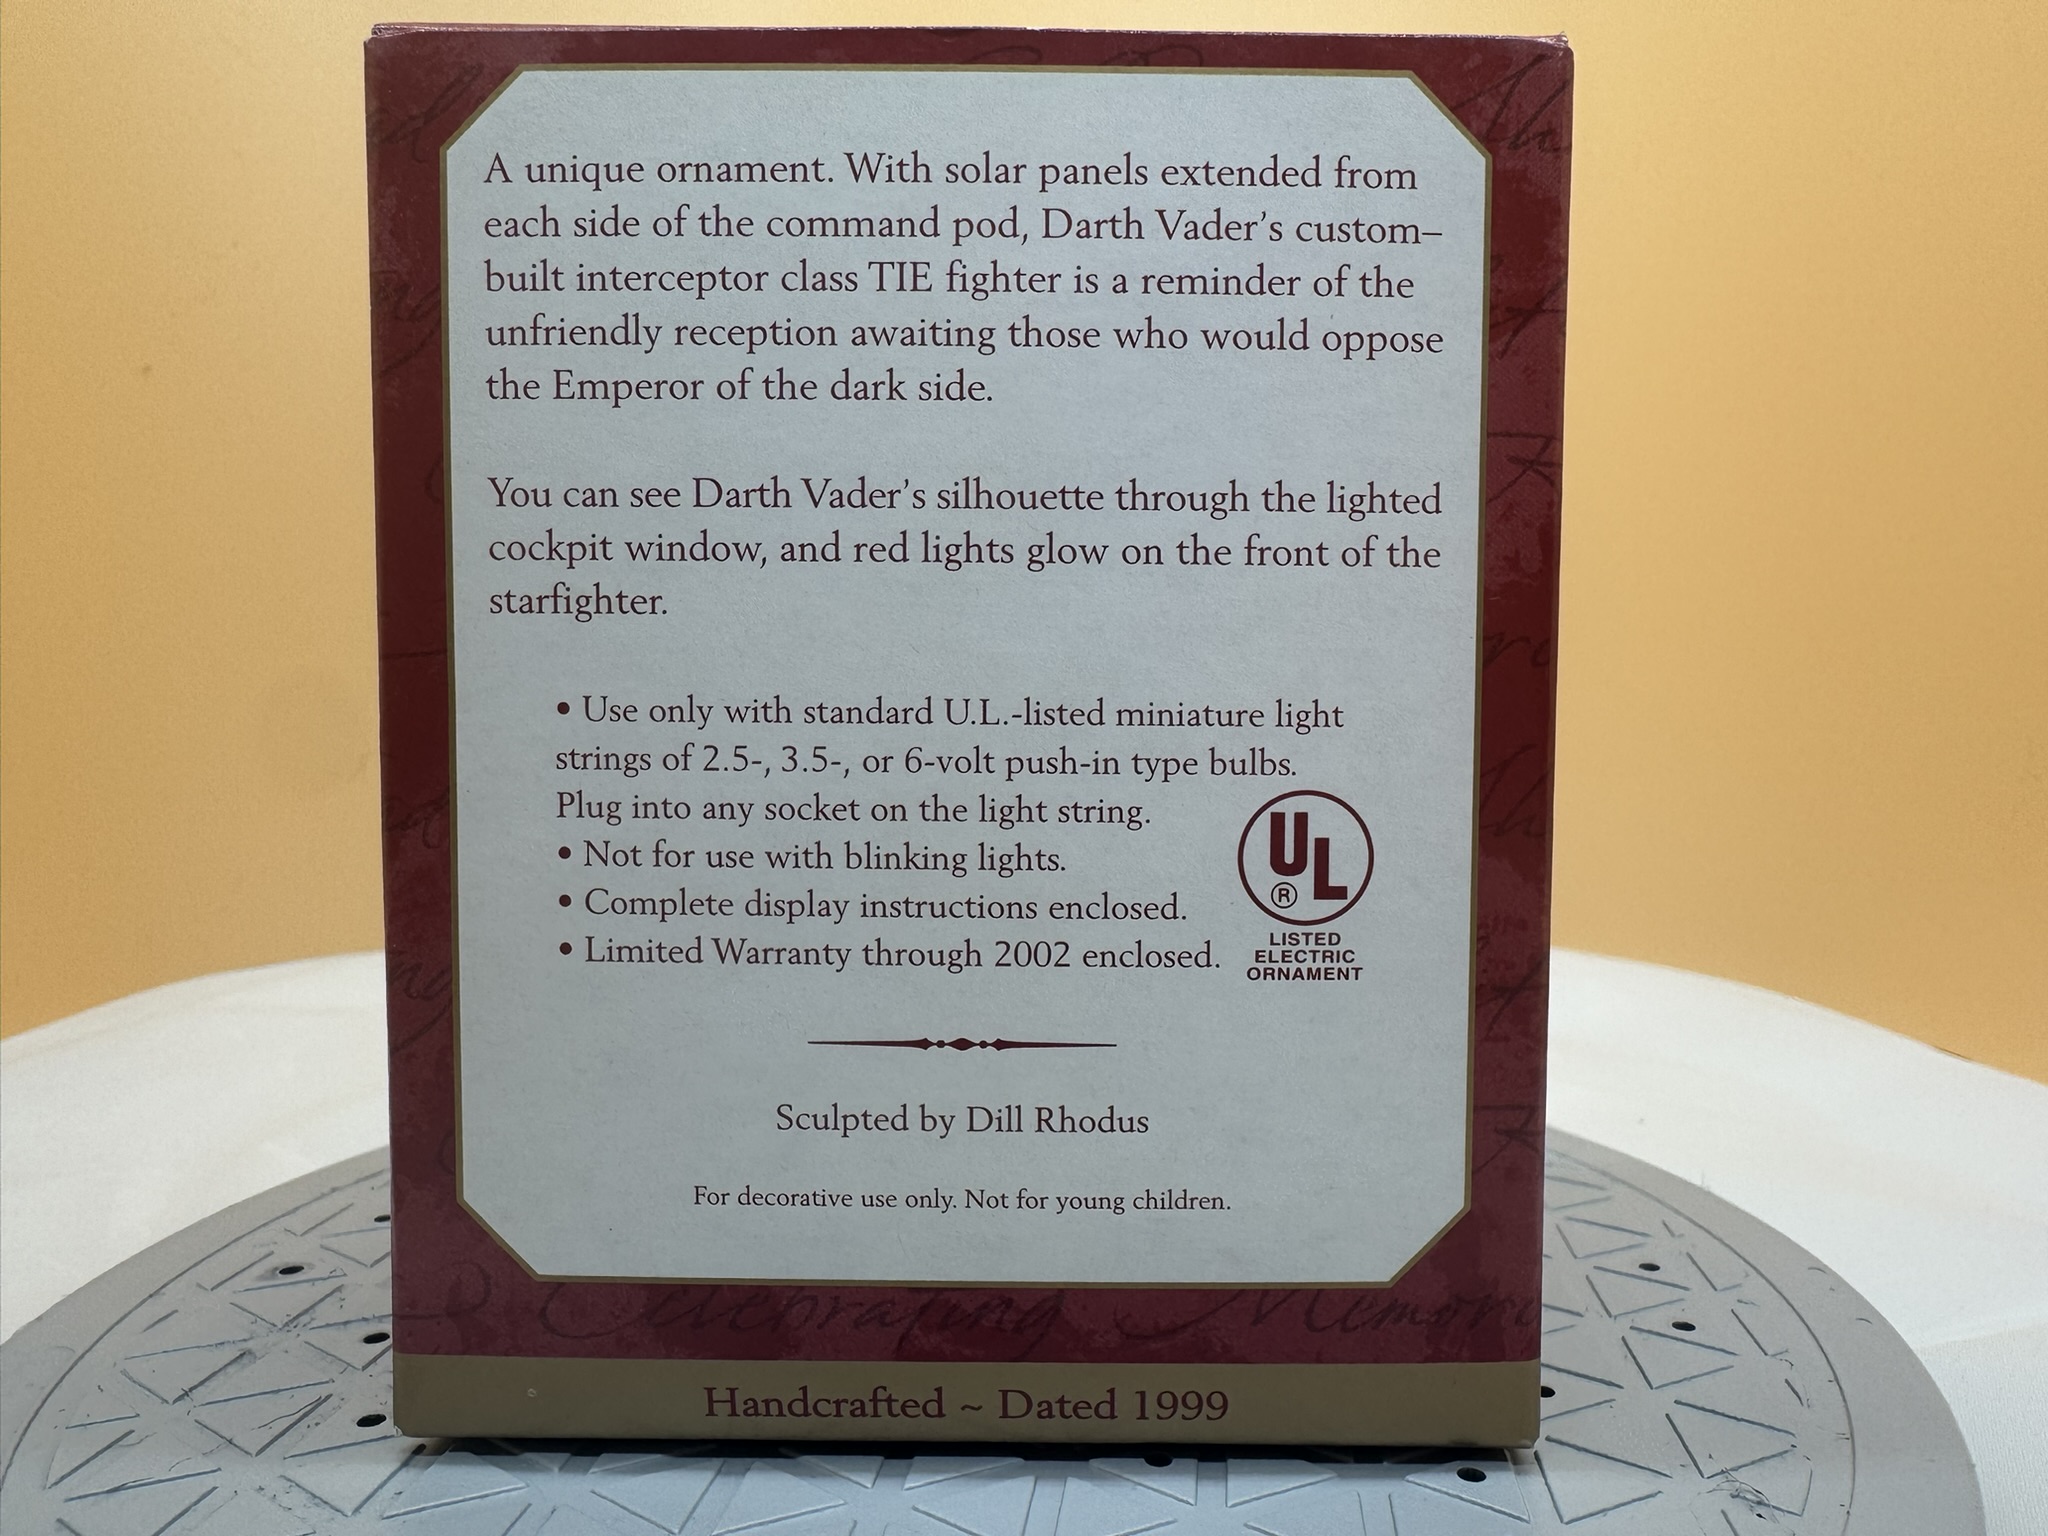 A unique ornament. With solar panels extended from
each side of the command pod, Darth Vader's custom–
built interceptor class TIE fighter is a reminder of the
unfriendly reception awaiting those who would oppose
the Emperor of the dark side.
You can see Darth Vader's silhouette through the lighted
cockpit window, and red lights glow on the front of the
starfighter.
• Use only with standard U.L.-listed miniature light
strings of 2.5-, 3.5-, or 6-volt push-in type bulbs.
Plug into any socket on the light string.
• Not for use with blinking lights.
• Complete display instructions enclosed.
• Limited Warranty through 2002 enclosed.
UL
®
LISTED
ELECTRIC
ORNAMENT
Sculpted by Dill Rhodus
For decorative use only. Not for young children.
Celebrating Memori
Handcrafted ~ Dated 1999